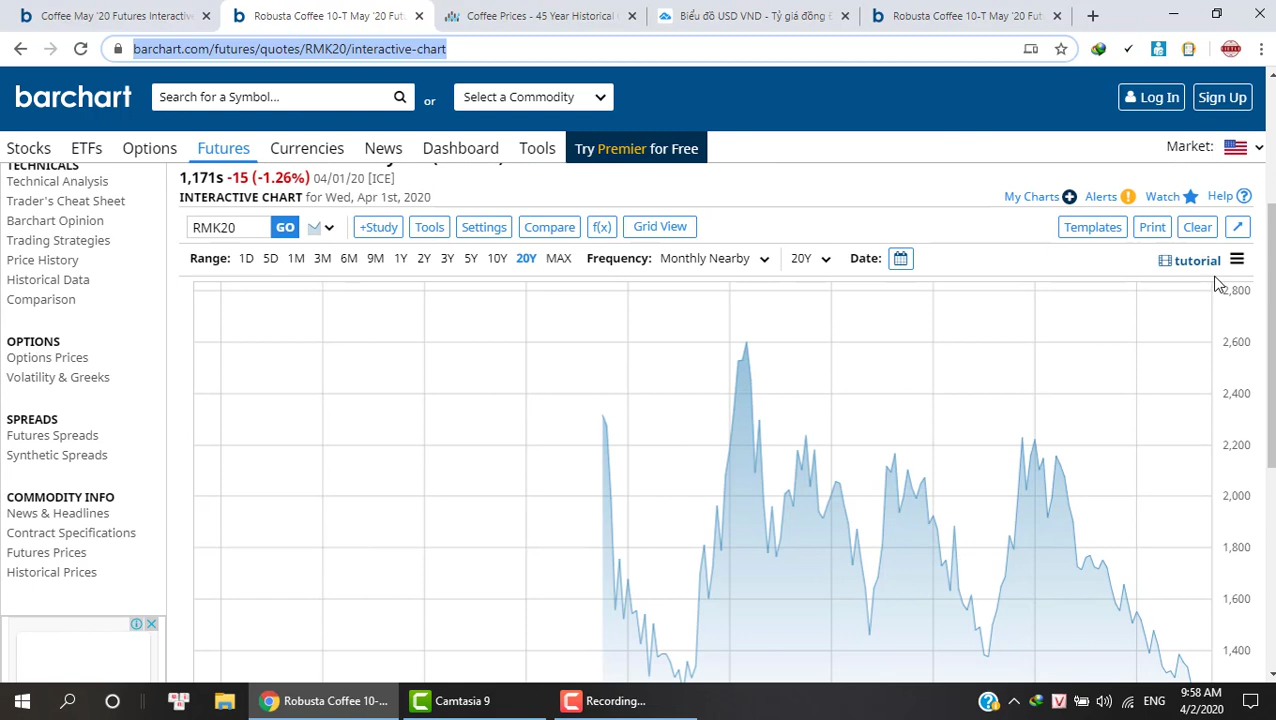 Coffee May '20 Futures Interactive
Robusta Coffee 10-T May '20 Fut
Coffee Prices - 45 Year Historical
Biểu đồ USD VND - Tỷ giá đồng
Robusta Coffee 10-T May '20 Fut
barchart.com/futures/quotes/RMK20/interactive-chart
barchart
Search for a Symbol...
or
Select a Commodity
Log In
Sign Up
Stocks ETFs Options Futures Currencies News Dashboard Tools Try Premier for Free
Market:
TECHNICALS
Technical Analysis
Trader's Cheat Sheet
Barchart Opinion
Trading Strategies
Price History
Historical Data
Comparison
OPTIONS
Options Prices
Volatility & Greeks
SPREADS
Futures Spreads
Synthetic Spreads
COMMODITY INFO
News & Headlines
Contract Specifications
Futures Prices
Historical Prices
1,171s -15 (-1.26%) 04/01/20 [ICE]
INTERACTIVE CHART for Wed, Apr 1st, 2020
My Charts Alerts Watch Help
RMK20 GO +Study Tools Settings Compare f(x) Grid View Templates Print Clear
Range: 1D 5D 1M 3M 6M 9M 1Y 2Y 3Y 5Y 10Y 20Y MAX Frequency: Monthly Nearby 20Y Date:
tutorial
2,800
2,600
2,400
2,200
2,000
1,800
1,600
1,400
Robusta Coffee 10-...
Camtasia 9
Recording...
ENG
9:58 AM
4/2/2020